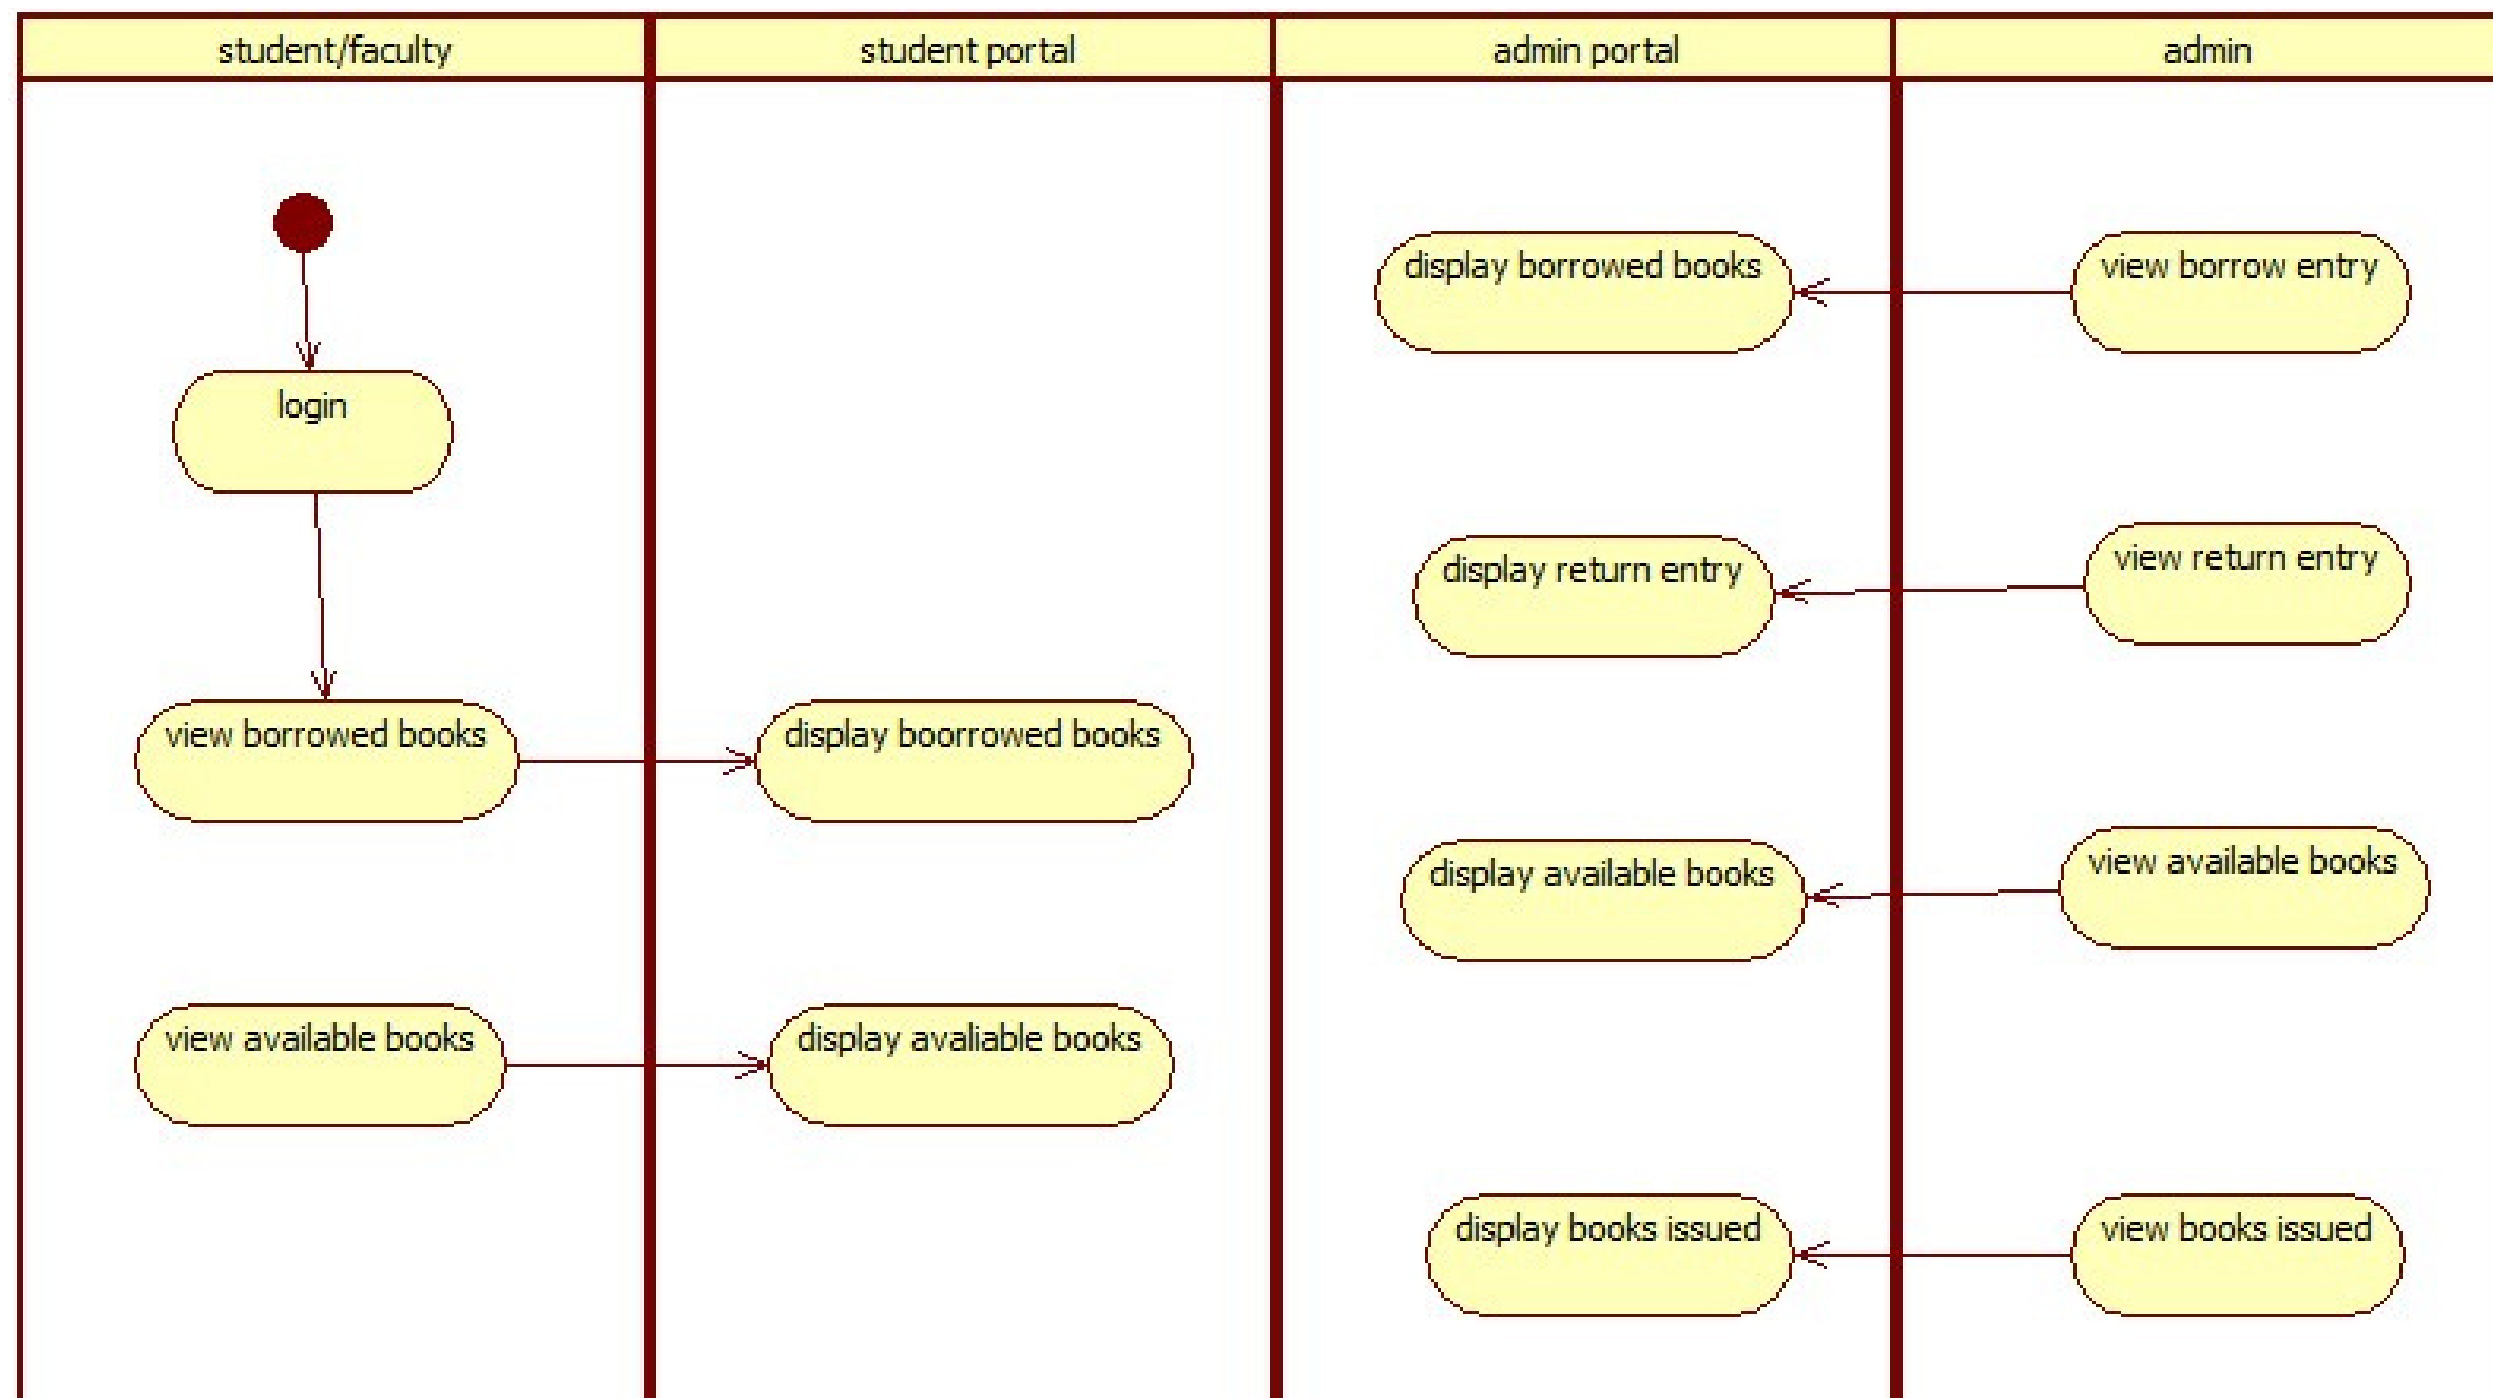 student/faculty
student portal
admin portal
admin
display borrowed books
view borrow entry
login
display return entry
view return entry
view borrowed books
display boorrowed books
display available books
view available books
view available books
display avaliable books
display books issued
view books issued